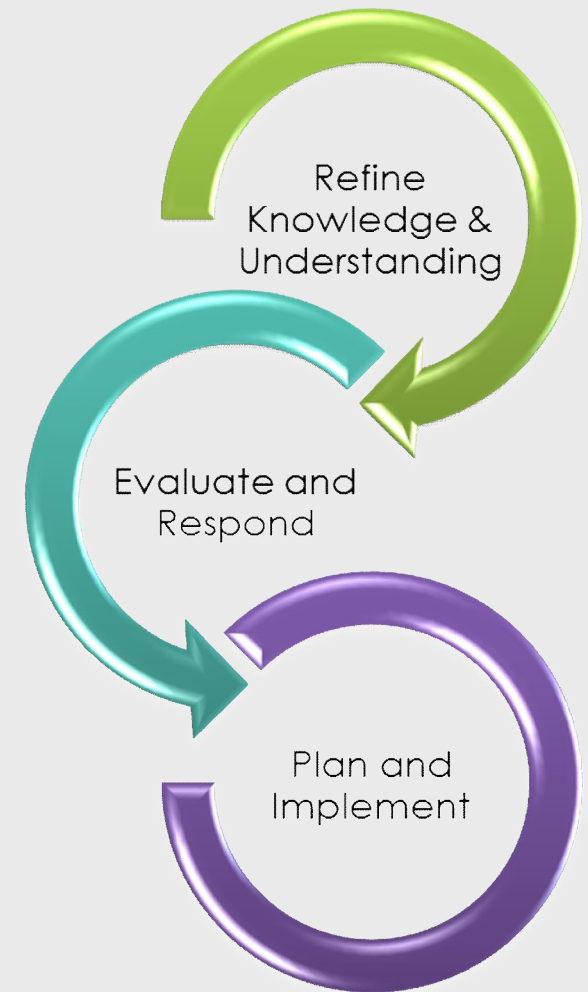 Refine
Knowledge &
Understanding
Evaluate and
Respond
Plan and
Implement